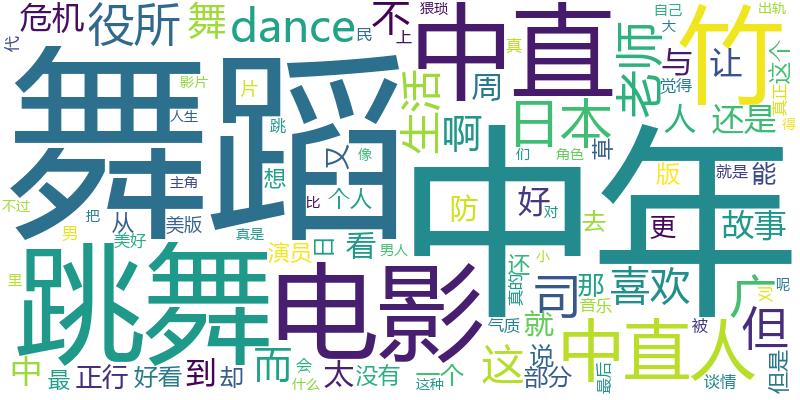 危机 役所 舞 dance 民 不 上 猥琐 中直 真 老师 竹 自己 大 出轨
代 舞蹈 影片 片 生活 周 与 让 觉得 真正 这个
人生 跳 又 像 啊 日本 人 还是 得
主角 想 比 个人 们 角色 草 中年 版 就是 能
不过 把 从 美版 防 好 去 更 故事
男 美好 真是 演员 日 看 男人 对 小
里 跳舞 电影 还 真的 司 那 喜欢 广 刘 呢
气质 就 音乐 中直人 被 但
中 最 正行 好看 到 却 而 会 什么 太 没有 这种 一个 这 说 部分 最后 谈情 但是